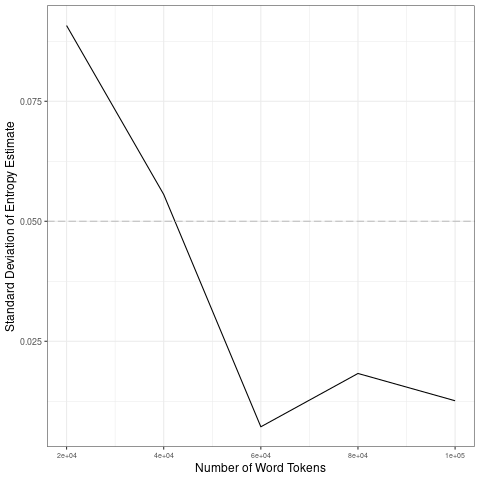 Standard Deviation of Entropy Estimate
0.075
0.050
0.025
2e+04 4e+04 6e+04 8e+04 1e+05
Number of Word Tokens